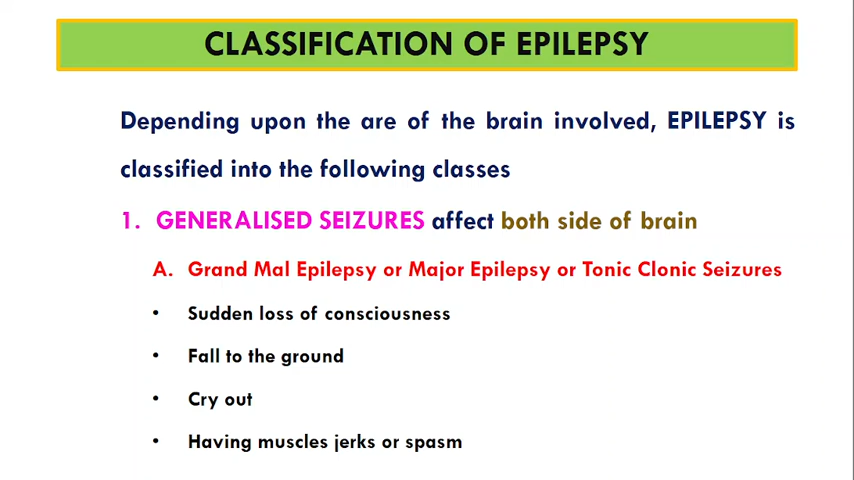 CLASSIFICATION OF EPILEPSY
Depending upon the are of the brain involved, EPILEPSY is
classified into the following classes
1. GENERALISED SEIZURES affect both side of brain
A. Grand Mal Epilepsy or Major Epilepsy or Tonic Clonic Seizures
• Sudden loss of consciousness
• Fall to the ground
• Cry out
• Having muscles jerks or spasm